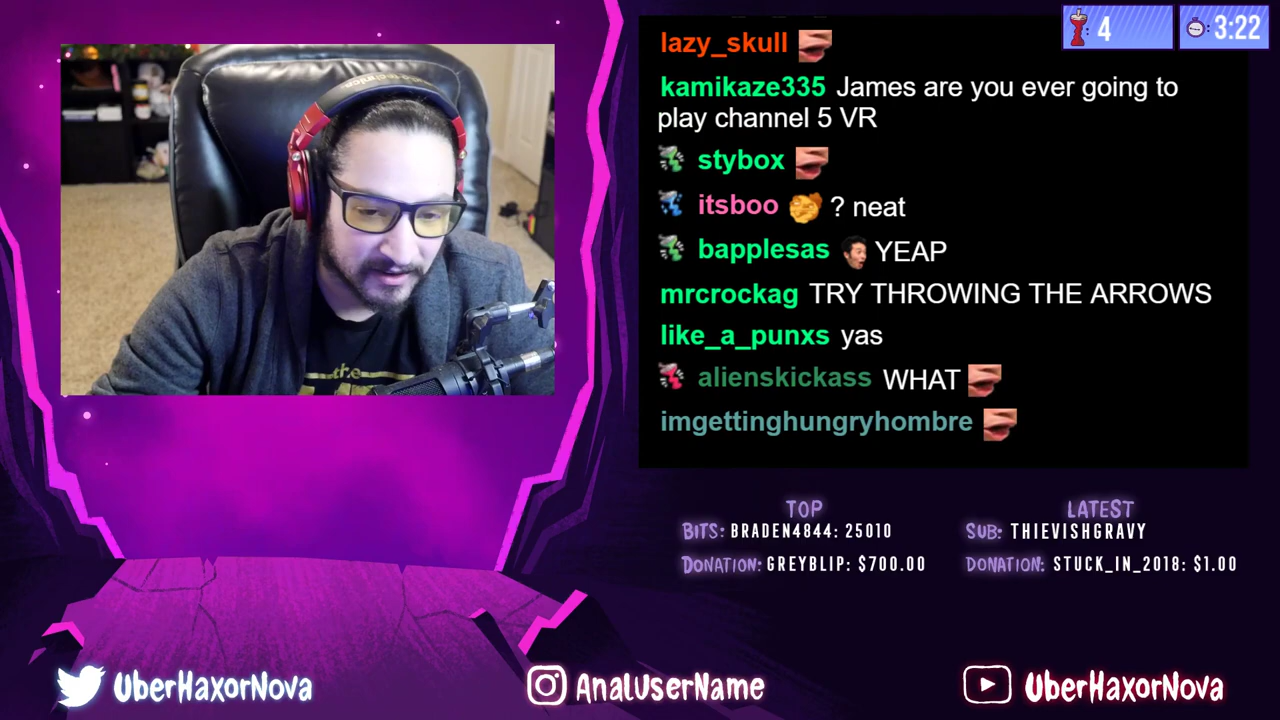 4
3:22
lazy_skull
kamikaze335 James are you ever going to
play channel 5 VR
stybox
itsboo ? neat
bapplesas YEAP
mrcrockag TRY THROWING THE ARROWS
like_a_punxs yas
alienskickass WHAT
imgettinghungryhombre
the
TOP
BITS: BRADEN4844: 25010
DONATION: GREYBLIP: $700.00
LATEST
SUB: THIEVISHGRAVY
DONATION: STUCK_IN_2018: $1.00
UberHaxorNova
AnalUserName
UberHaxorNova